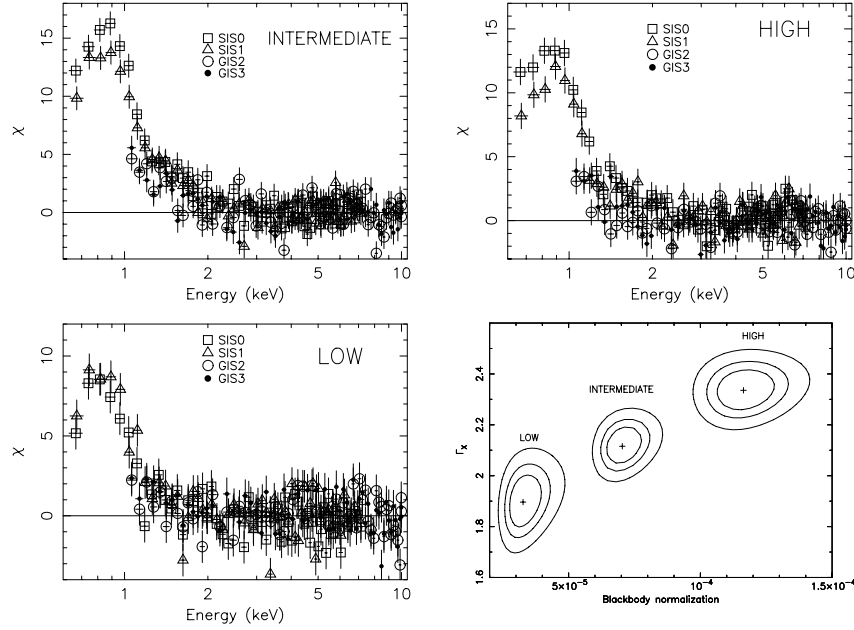 INTERMEDIATE
SIS0
SIS1
GIS2
GIS3
15
10
5
0
χ
1 2 5 10
Energy (keV)
HIGH
SIS0
SIS1
GIS2
GIS3
15
10
5
0
χ
1 2 5 10
Energy (keV)
LOW
SIS0
SIS1
GIS2
GIS3
10
5
0
χ
1 2 5 10
Energy (keV)
HIGH
INTERMEDIATE
LOW
2.4
2.2
2
1.8
1.6
Γx
5×10⁻⁵ 10⁻⁴ 1.5×10⁻⁴
Blackbody normalization